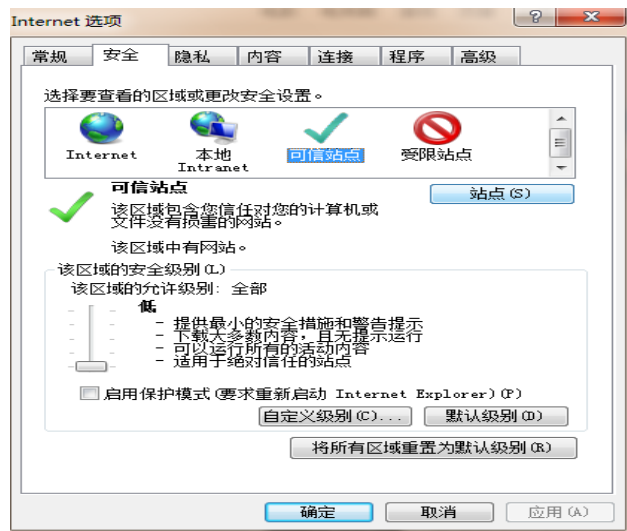 Internet 选项
常规 安全 隐私 内容 连接 程序 高级
选择要查看的区域或更改安全设置。
Internet 本地 Intranet 可信站点 受限站点
可信站点
站点(S)
该区域包含您信任对您的计算机或
文件没有损害的网站。
该区域中有网站。
该区域的安全级别(L)
该区域的允许级别: 全部
低
- 提供最小的安全措施和警告提示
- 下载大多数内容，且无提示运行
- 可以运行所有的活动内容
- 适用于绝对信任的站点
启用保护模式(要求重新启动 Internet Explorer)(P)
自定义级别(C)... 默认级别(D)
将所有区域重置为默认级别(R)
确定 取消 应用(A)